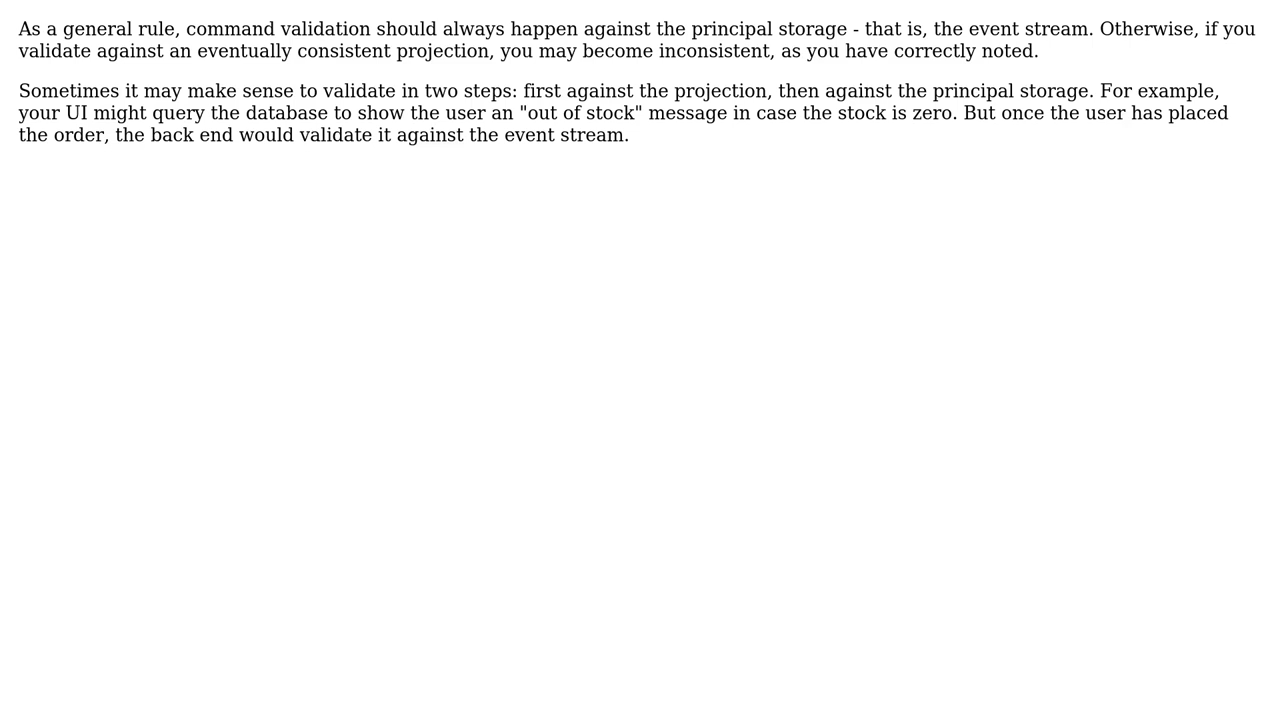 As a general rule, command validation should always happen against the principal storage - that is, the event stream. Otherwise, if you
validate against an eventually consistent projection, you may become inconsistent, as you have correctly noted.
Sometimes it may make sense to validate in two steps: first against the projection, then against the principal storage. For example,
your UI might query the database to show the user an "out of stock" message in case the stock is zero. But once the user has placed
the order, the back end would validate it against the event stream.